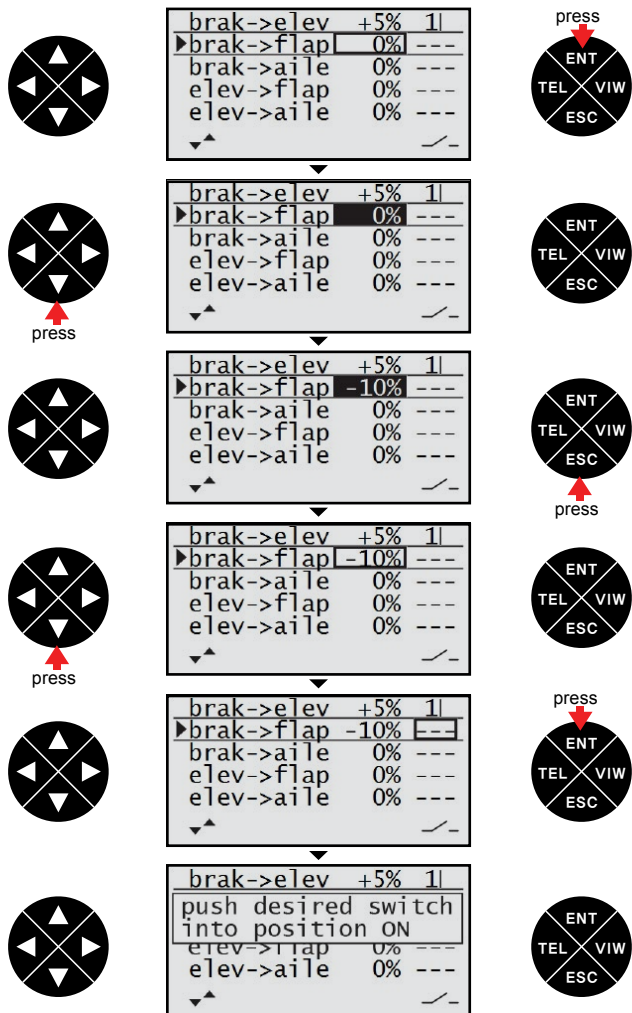 press
brak->elev +5% 1|
brak->flap 0% ---
brak->aile 0% ---
elev->flap 0% ---
elev->aile 0% ---
ENT
TEL VIW
ESC
brak->elev +5% 1|
brak->flap 0% ---
brak->aile 0% ---
elev->flap 0% ---
elev->aile 0% ---
ENT
TEL VIW
ESC
press
brak->elev +5% 1|
brak->flap -10% ---
brak->aile 0% ---
elev->flap 0% ---
elev->aile 0% ---
ENT
TEL VIW
ESC
press
brak->elev +5% 1|
brak->flap -10% ---
brak->aile 0% ---
elev->flap 0% ---
elev->aile 0% ---
ENT
TEL VIW
ESC
press
press
brak->elev +5% 1|
brak->flap -10% ---
brak->aile 0% ---
elev->flap 0% ---
elev->aile 0% ---
ENT
TEL VIW
ESC
brak->elev +5% 1|
push desired switch
into position ON
elev->flap 0% ---
elev->aile 0% ---
ENT
TEL VIW
ESC